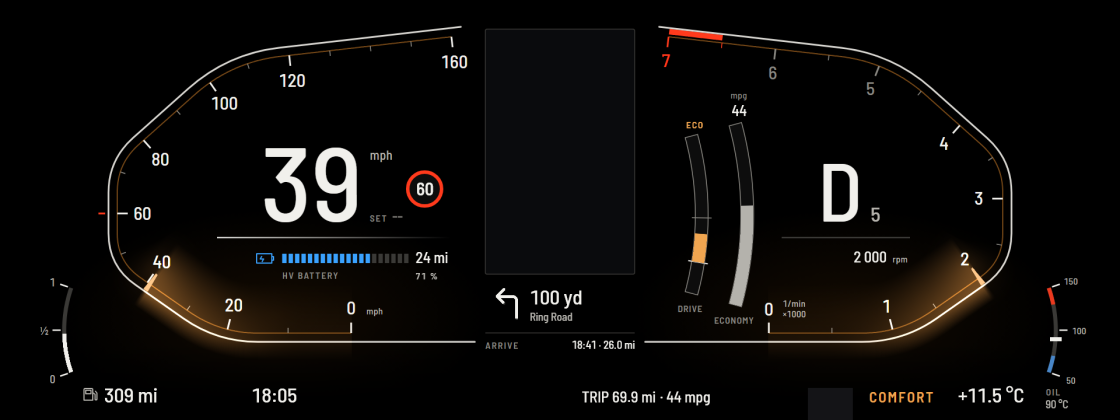 160
120
100
80
60
40
20
0 mph
39 mph
60
SET --
24 mi
HV BATTERY 71 %
1
½
0
309 mi
18:05
100 yd
Ring Road
ARRIVE 18:41 · 26.0 mi
TRIP 69.9 mi · 44 mpg
7
6
5
4
3
2
1
0 1/min
×1000
mpg
44
ECO
DRIVE
ECONOMY
D 5
2 000 rpm
150
100
50
OIL
90 °C
COMFORT
+11.5 °C